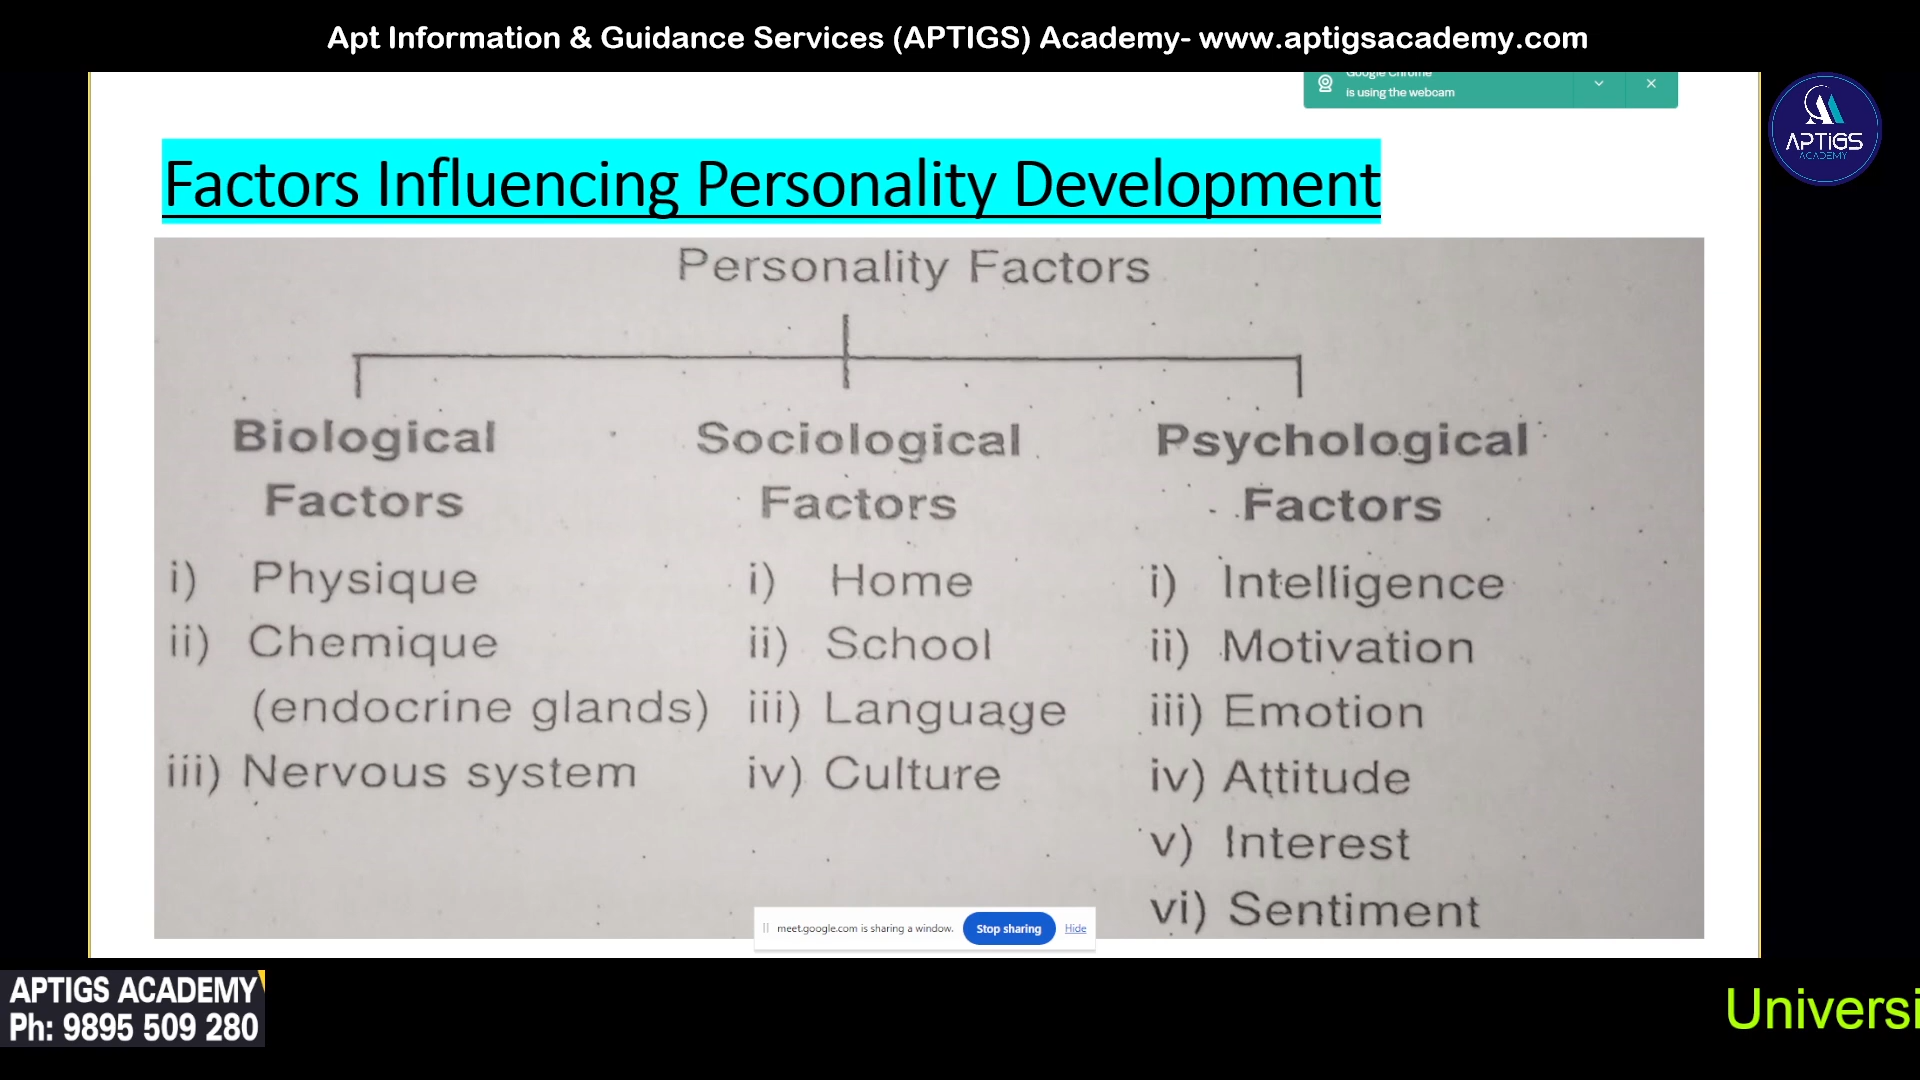 Apt Information & Guidance Services (APTIGS) Academy- www.aptigsacademy.com
Google Chrome
is using the webcam
APTIGS
ACADEMY
Factors Influencing Personality Development
Personality Factors
Biological
Factors
i) Physique
ii) Chemique
(endocrine glands)
iii) Nervous system
Sociological
Factors
i) Home
ii) School
iii) Language
iv) Culture
Psychological
Factors
i) Intelligence
ii) Motivation
iii) Emotion
iv) Attitude
v) Interest
vi) Sentiment
meet.google.com is sharing a window. Stop sharing Hide
APTIGS ACADEMY
Ph: 9895 509 280
Universi